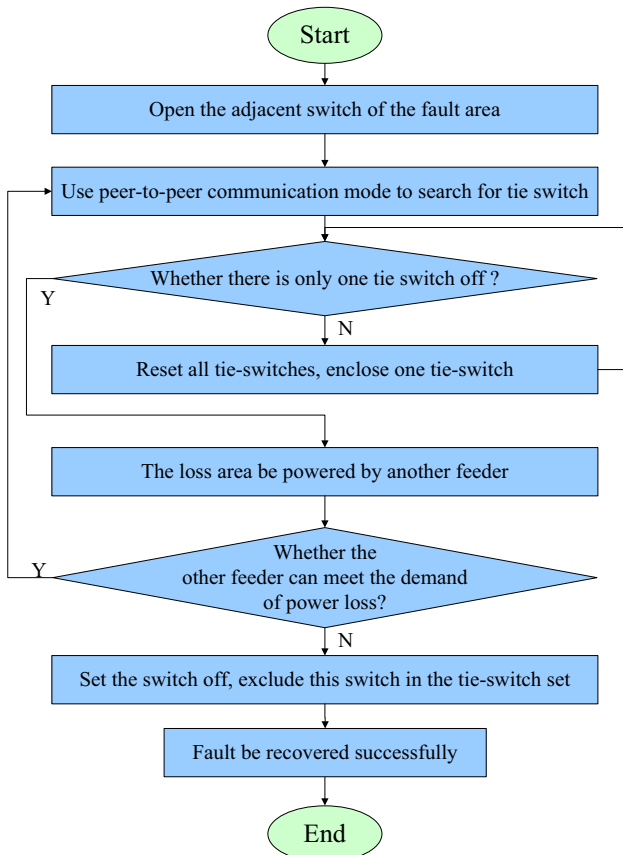 Start
Open the adjacent switch of the fault area
Use peer-to-peer communication mode to search for tie switch
Whether there is only one tie switch off ?
Y
N
Reset all tie-switches, enclose one tie-switch
The loss area be powered by another feeder
Whether the
other feeder can meet the demand
of power loss?
Y
N
Set the switch off, exclude this switch in the tie-switch set
Fault be recovered successfully
End